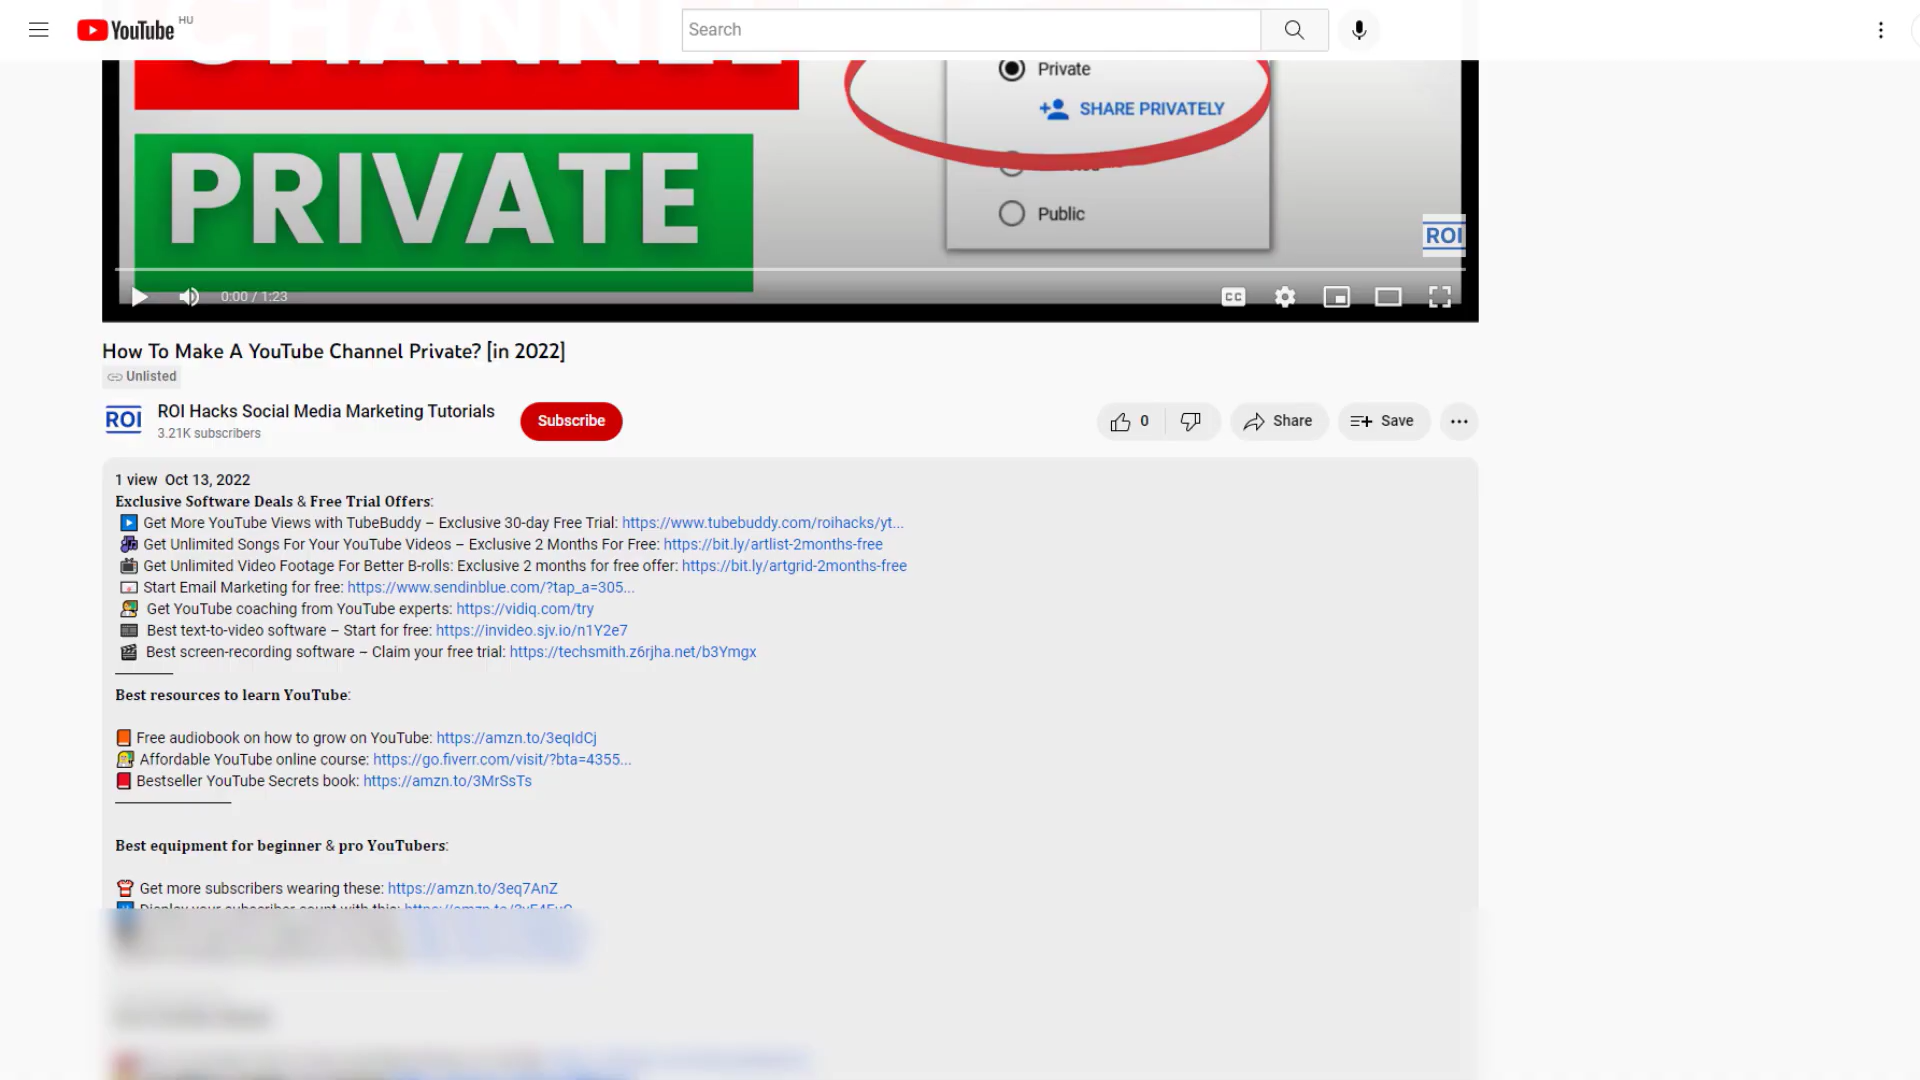 YouTube HU
Search
Private
SHARE PRIVATELY
PRIVATE
Public
ROI
0:00 / 1:23
CC
How To Make A YouTube Channel Private? [in 2022]
Unlisted
ROI
ROI Hacks Social Media Marketing Tutorials
3.21K subscribers
Subscribe
0
Share
Save
1 view Oct 13, 2022
Exclusive Software Deals & Free Trial Offers:
Get More YouTube Views with TubeBuddy – Exclusive 30-day Free Trial: https://www.tubebuddy.com/roihacks/yt...
Get Unlimited Songs For Your YouTube Videos – Exclusive 2 Months For Free: https://bit.ly/artlist-2months-free
Get Unlimited Video Footage For Better B-rolls: Exclusive 2 months for free offer: https://bit.ly/artgrid-2months-free
Start Email Marketing for free: https://www.sendinblue.com/?tap_a=305...
Get YouTube coaching from YouTube experts: https://vidiq.com/try
Best text-to-video software – Start for free: https://invideo.sjv.io/n1Y2e7
Best screen-recording software – Claim your free trial: https://techsmith.z6rjha.net/b3Ymgx
Best resources to learn YouTube:
Free audiobook on how to grow on YouTube: https://amzn.to/3eqIdCj
Affordable YouTube online course: https://go.fiverr.com/visit/?bta=4355...
Bestseller YouTube Secrets book: https://amzn.to/3MrSsTs
Best equipment for beginner & pro YouTubers:
Get more subscribers wearing these: https://amzn.to/3eq7AnZ
Display your subscriber count with this: